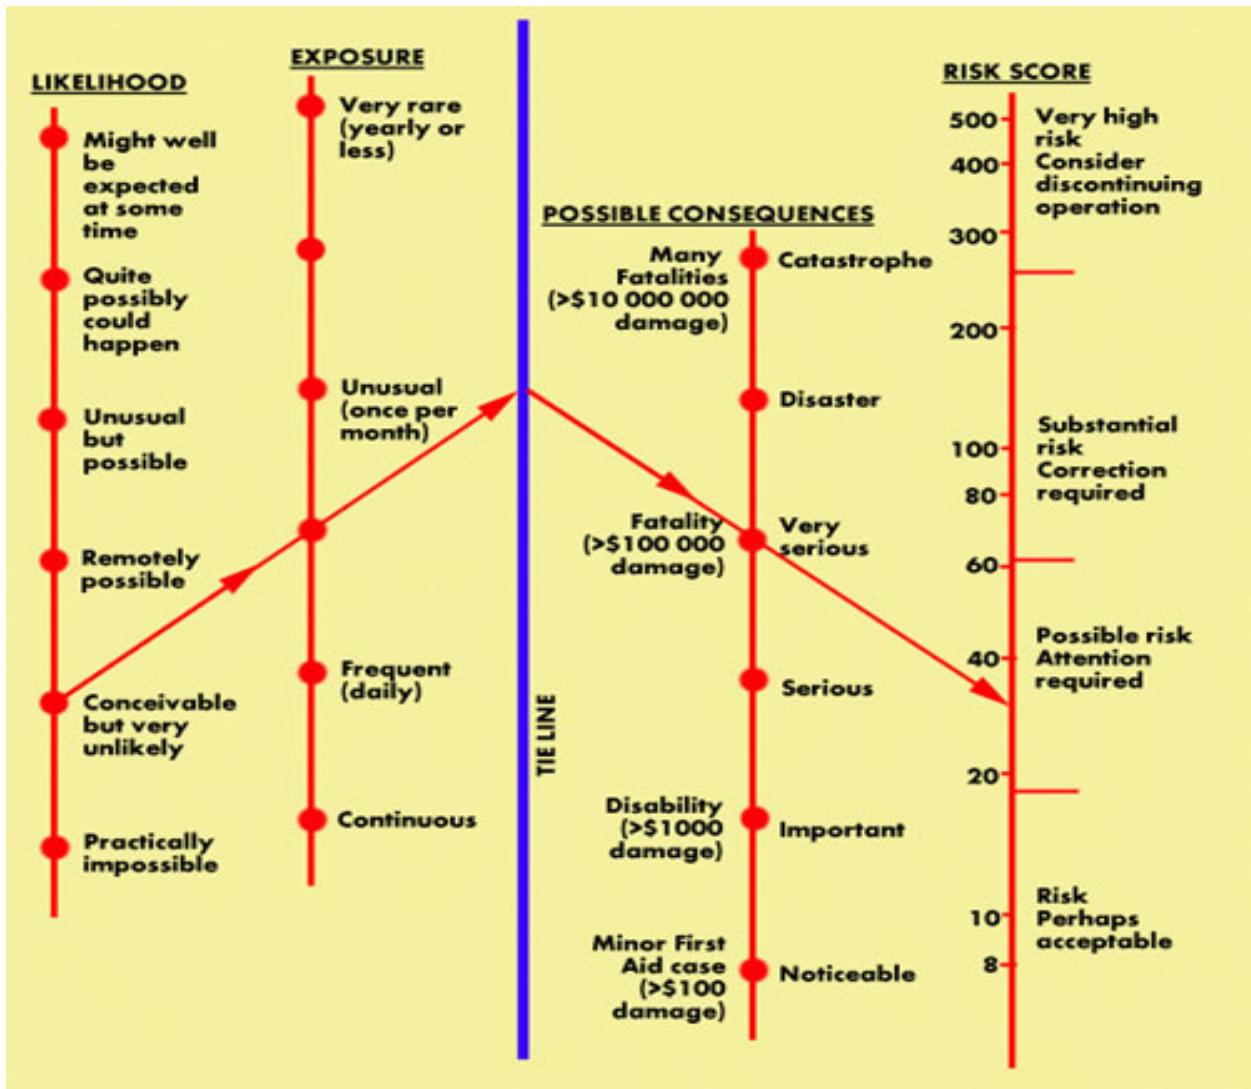 LIKELIHOOD
Might well
be
expected
at some
time
Quite
possibly
could
happen
Unusual
but
possible
Remotely
possible
Conceivable
but very
unlikely
Practically
impossible
EXPOSURE
Very rare
(yearly or
less)
Unusual
(once per
month)
Frequent
(daily)
Continuous
TIE LINE
POSSIBLE CONSEQUENCES
Many
Fatalities
(>$10 000 000
damage)
Catastrophe
Disaster
Fatality
(>$100 000
damage)
Very
serious
Serious
Disability
(>$1000
damage)
Important
Minor First
Aid case
(>$100
damage)
Noticeable
RISK SCORE
500
400
300
200
100
80
60
40
20
10
8
Very high
risk
Consider
discontinuing
operation
Substantial
risk
Correction
required
Possible risk
Attention
required
Risk
Perhaps
acceptable